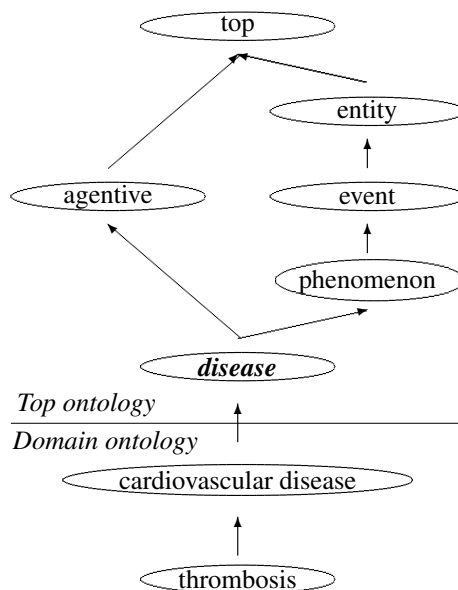 top
entity
agentive event
phenomenon
disease
Top ontology
Domain ontology
cardiovascular disease
thrombosis